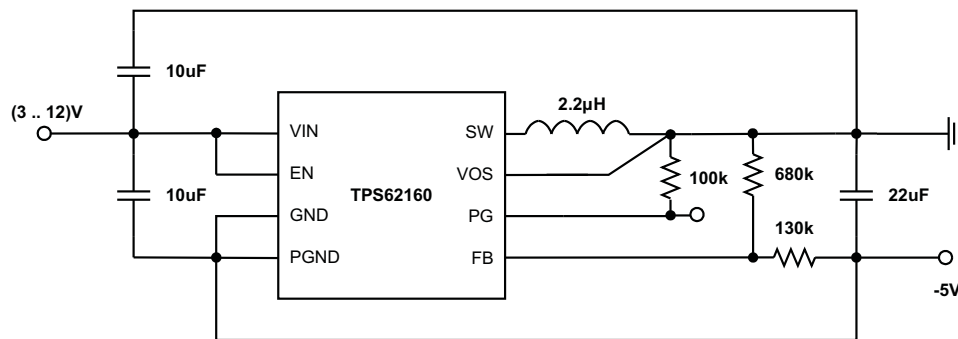 10uF
(3 .. 12)V
2.2µH
VIN
SW
EN
VOS
100k
680k
10uF
TPS62160
22uF
GND
PG
130k
PGND
FB
-5V